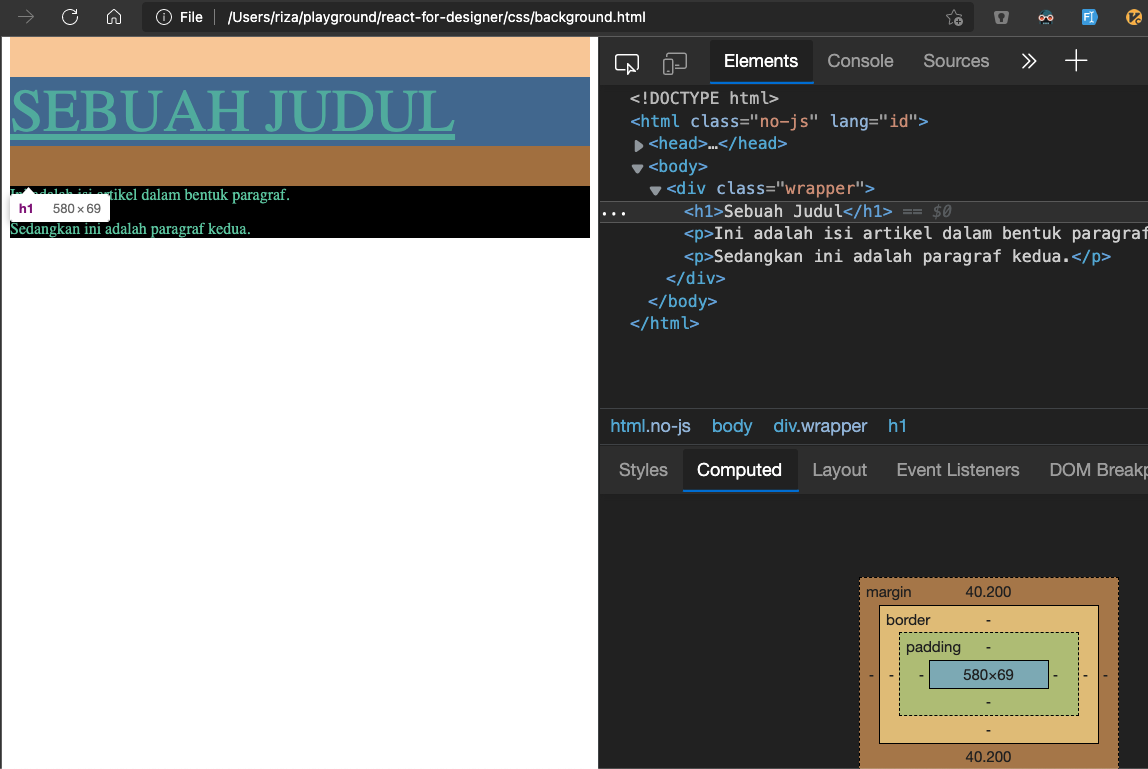 File | /Users/riza/playground/react-for-designer/css/background.html
SEBUAH JUDUL
Ini adalah isi artikel dalam bentuk paragraf.
h1 580 × 69
Sedangkan ini adalah paragraf kedua.
Elements Console Sources
<!DOCTYPE html>
<html class="no-js" lang="id">
<head>…</head>
<body>
<div class="wrapper">
... <h1>Sebuah Judul</h1> == $0
<p>Ini adalah isi artikel dalam bentuk paragraf
<p>Sedangkan ini adalah paragraf kedua.</p>
</div>
</body>
</html>
html.no-js body div.wrapper h1
Styles Computed Layout Event Listeners DOM Breakp
margin 40.200
border -
padding -
- - - 580×69 - - -
-
-
40.200